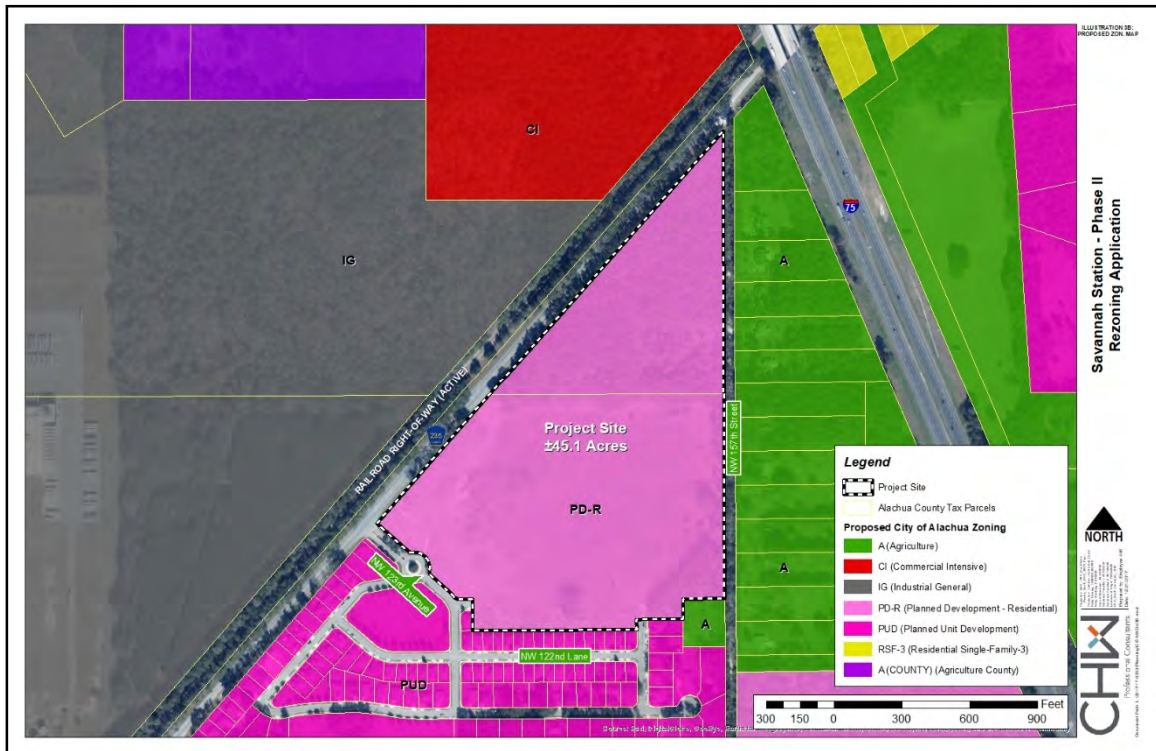 ILLUSTRATION 3B:
PROPOSED ZON. MAP
CI
IG
A
75
RAILROAD RIGHT-OF-WAY (ACTIVE)
235
Project Site
±45.1 Acres
PD-R
NW 157th Street
A
NW 123rd Avenue
A
NW 122nd Lane
PUD
Savannah Station - Phase II
Rezoning Application
Legend
Project Site
Alachua County Tax Parcels
Proposed City of Alachua Zoning
A (Agriculture)
CI (Commercial Intensive)
IG (Industrial General)
PD-R (Planned Development - Residential)
PUD (Planned Unit Development)
RSF-3 (Residential Single-Family-3)
A (COUNTY) (Agriculture County)
Feet
300 150 0 300 600 900
NORTH
CHW
Professional Consultants